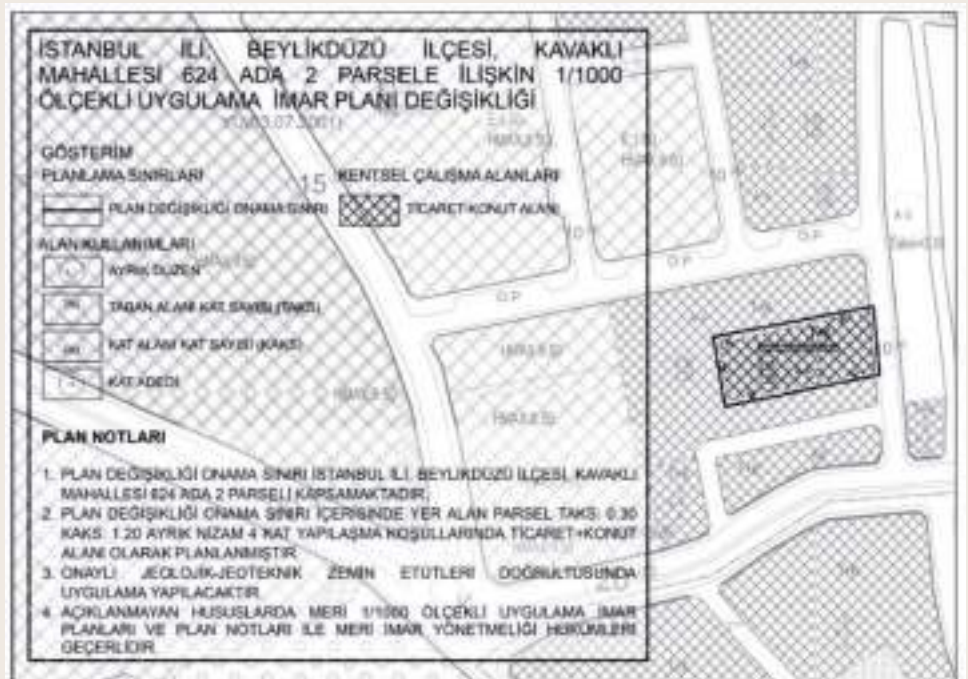 İSTANBUL İLİ, BEYLİKDÜZÜ İLÇESİ, KAVAKLI
MAHALLESİ 624 ADA 2 PARSELE İLİŞKİN 1/1000
ÖLÇEKLİ UYGULAMA İMAR PLANI DEĞİŞİKLİĞİ
GÖSTERİM
PLANLAMA SINIRLARI
15 KENTSEL ÇALIŞMA ALANLARI
PLAN DEĞİŞİKLİĞİ ONAMA SINIRI
TİCARET-KONUT ALANI
ALAN KULLANIMLARI
AYRIK DÜZEN
TABAN ALANI KAT SAYISI (TAKS)
KAT ALANI KAT SAYISI (KAKS)
KAT ADEDİ
O.P
O.P
O.P
PLAN NOTLARI
1. PLAN DEĞİŞİKLİĞİ ONAMA SINIRI İSTANBUL İLİ, BEYLİKDÜZÜ İLÇESİ, KAVAKLI
MAHALLESİ 624 ADA 2 PARSELİ KAPSAMAKTADIR.
2. PLAN DEĞİŞİKLİĞİ ONAMA SINIRI İÇERİSİNDE YER ALAN PARSEL TAKS: 0.30
KAKS: 1.20 AYRIK NİZAM 4 KAT YAPILAŞMA KOŞULLARINDA TİCARET+KONUT
ALANI OLARAK PLANLANMIŞTIR
3. ONAYLI JEOLOJİK-JEOTEKNİK ZEMİN ETÜTLERİ DOĞRULTUSUNDA
UYGULAMA YAPILACAKTIR
4. AÇIKLANMAYAN HUSUSLARDA MERİ 1/1000 ÖLÇEKLİ UYGULAMA İMAR
PLANLARI VE PLAN NOTLARI İLE MERİ İMAR YÖNETMELİĞİ HÜKÜMLERİ
GEÇERLİDİR